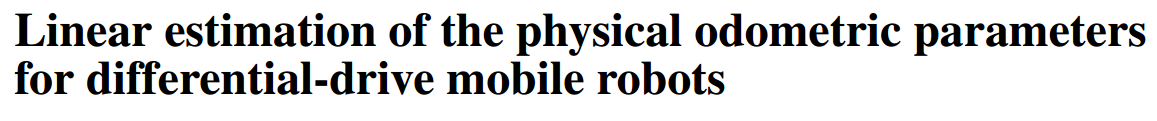 Linear estimation of the physical odometric parameters
for differential-drive mobile robots